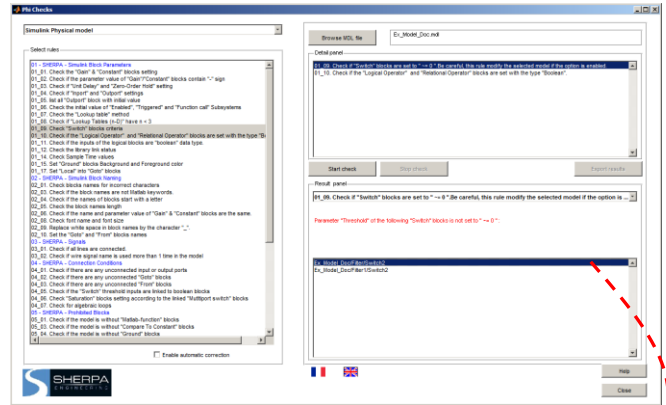 Phi Checks
Simulink Physical model
Select rules
01 - SHERPA - Simulink Block Parameters
01_01. Check the "Gain" & "Constant" blocks setting
01_02. Check if the parameter value of "Gain"/"Constant" blocks contain "-" sign
01_03. Check if "Unit Delay" and "Zero-Order Hold" setting
01_04. Check if "Inport" and "Outport" settings
01_05. list all "Outport" block with initial value
01_06. Check the initial value of "Enabled", "Triggered" and "Function call" Subsystems
01_07. Check the "Lookup table" method
01_08. Check if "Lookup Tables (n-D)" have n < 3
01_09. Check "Switch" blocks criteria
01_10. Check if the "Logical Operator" and "Relational Operator" blocks are set with the type "B
01_11. Check if the inputs of the logical blocks are "boolean" data type.
01_12. Check the library link status
01_14. Check Sample Time values
01_15. Set "Ground" blocks Background and Foreground color
01_17. Set "Local" into "Goto" blocks
02 - SHERPA - Simulink Block Naming
02_01. Check blocks names for incorrect characters
02_03. Check if the block names are not Matlab keywords.
02_04. Check if the names of blocks start with a letter
02_05. Check the block names length
02_06. Check if the name and parameter value of "Gain" & "Constant" blocks are the same.
02_08. Check font name and font size
02_09. Replace white space in block names by the character "_".
02_10. Set the "Goto" and "From" blocks names
03 - SHERPA - Signals
03_01. Check if all lines are connected.
03_02. Check if wire signal name is used more than 1 time in the model
04 - SHERPA - Connection Conditions
04_01. Check if there are any unconnected input or output ports
04_02. Check if there are any unconnected "Goto" blocks
04_03. Check if there are any unconnected "From" blocks
04_05. Check if the "Switch" threshold inputs are linked to boolean blocks
04_06. Check "Saturation" blocks setting according to the linked "Multiport switch" blocks
04_07. Check for algebraic loops
05 - SHERPA - Prohibited Blocks
05_01. Check if the model is without "Matlab-function" blocks
05_03. Check if the model is without "Compare To Constant" blocks
05_04. Check if the model is without "Ground" blocks
Enable automatic correction
SHERPA
ENGINEERING
Browse MDL file
Ex_Model_Doc.mdl
Detail panel
01_09. Check if "Switch" blocks are set to " ~= 0 ".Be careful, this rule modify the selected model if the option is enabled
01_10. Check if the "Logical Operator" and "Relational Operator" blocks are set with the type "Boolean".
Start check
Stop check
Export results
Result panel
01_09. Check if "Switch" blocks are set to " ~= 0 ".Be careful, this rule modify the selected model if the option is ...
Parameter "Threshold" of the following "Switch" blocks is not set to " ~= 0 ":
Ex_Model_Doc/Filter/Switch2
Ex_Model_Doc/Filter1/Switch2
Help
Close